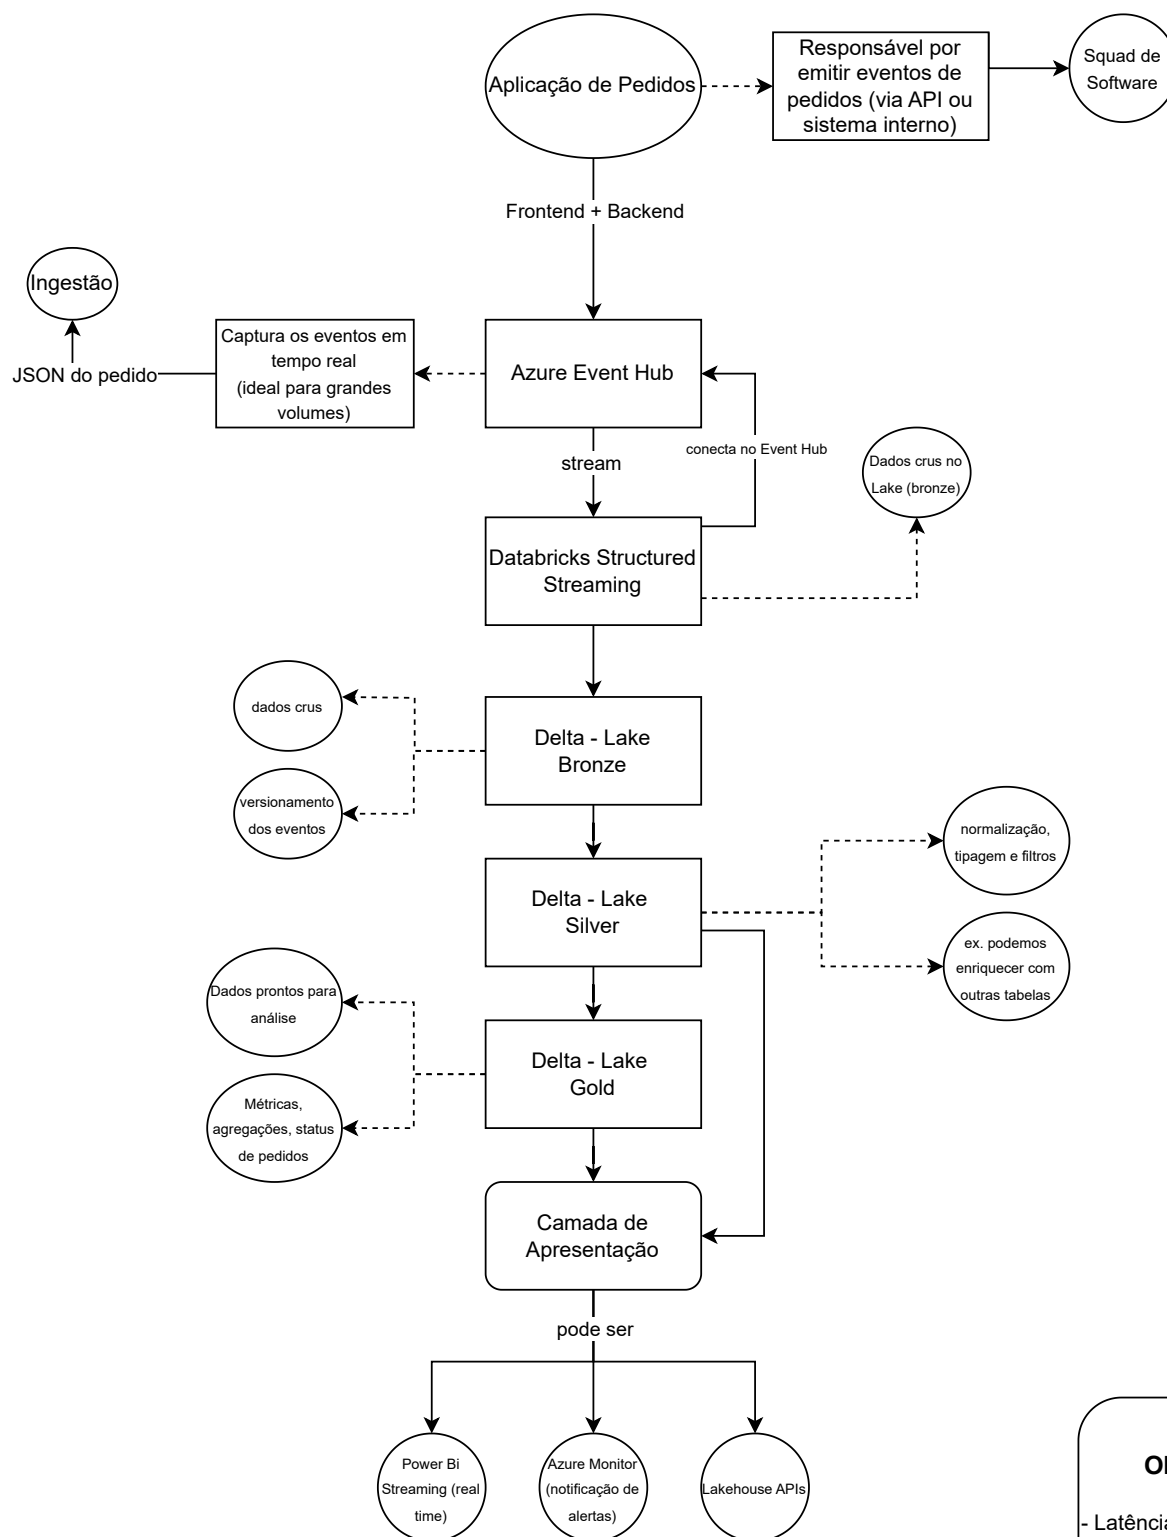 Aplicação de Pedidos
Responsável por
emitir eventos de
pedidos (via API ou
sistema interno)
Squad de
Software
Frontend + Backend
Ingestão
JSON do pedido
Captura os eventos em
tempo real
(ideal para grandes
volumes)
Azure Event Hub
conecta no Event Hub
stream
Dados crus no
Lake (bronze)
Databricks Structured
Streaming
dados crus
versionamento
dos eventos
Delta - Lake
Bronze
normalização,
tipagem e filtros
Delta - Lake
Silver
ex. podemos
enriquecer com
outras tabelas
Dados prontos para
análise
Métricas,
agregações, status
de pedidos
Delta - Lake
Gold
Camada de
Apresentação
pode ser
Power Bi
Streaming (real
time)
Azure Monitor
(notificação de
alertas)
Lakehouse APIs
- Latência